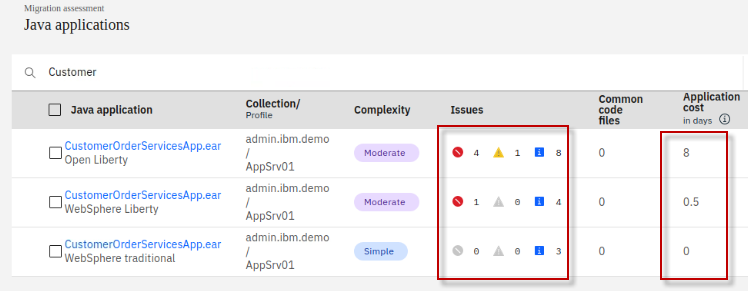 Migration assessment
Java applications
Customer
Java application Collection/ Profile Complexity Issues Common code files Application cost in days
CustomerOrderServicesApp.ear admin.ibm.demo
Open Liberty / AppSrv01 Moderate 4 1 8 0 8
CustomerOrderServicesApp.ear admin.ibm.demo
WebSphere Liberty / AppSrv01 Moderate 1 0 4 0 0.5
CustomerOrderServicesApp.ear admin.ibm.demo
WebSphere traditional / AppSrv01 Simple 0 0 3 0 0